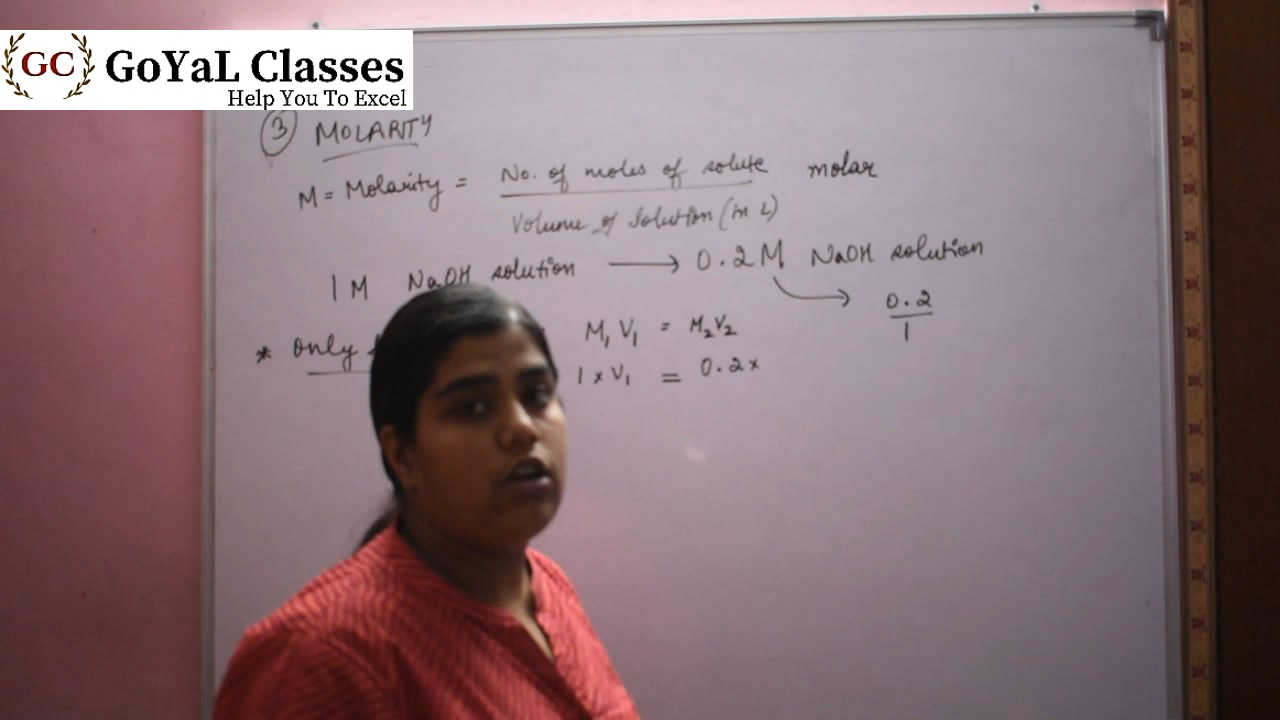 GC GoYaL Classes
Help You To Excel
③ MOLARITY
M = Molarity = No. of moles of solute molar
Volume of Solution (in L)
1 M NaOH solution → 0.2 M NaOH solution
0.2
1
* only M₁V₁ = M₂V₂
1 × V₁ = 0.2 ×